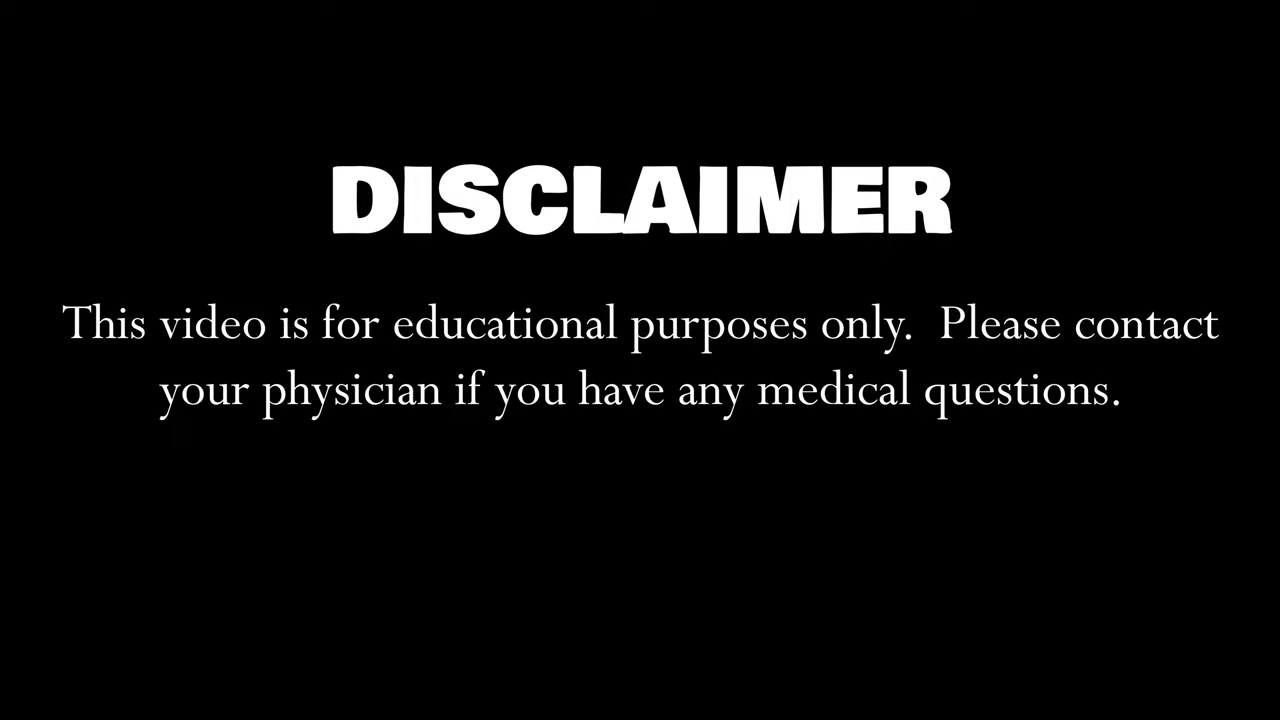 DISCLAIMER
This video is for educational purposes only.  Please contact
your physician if you have any medical questions.